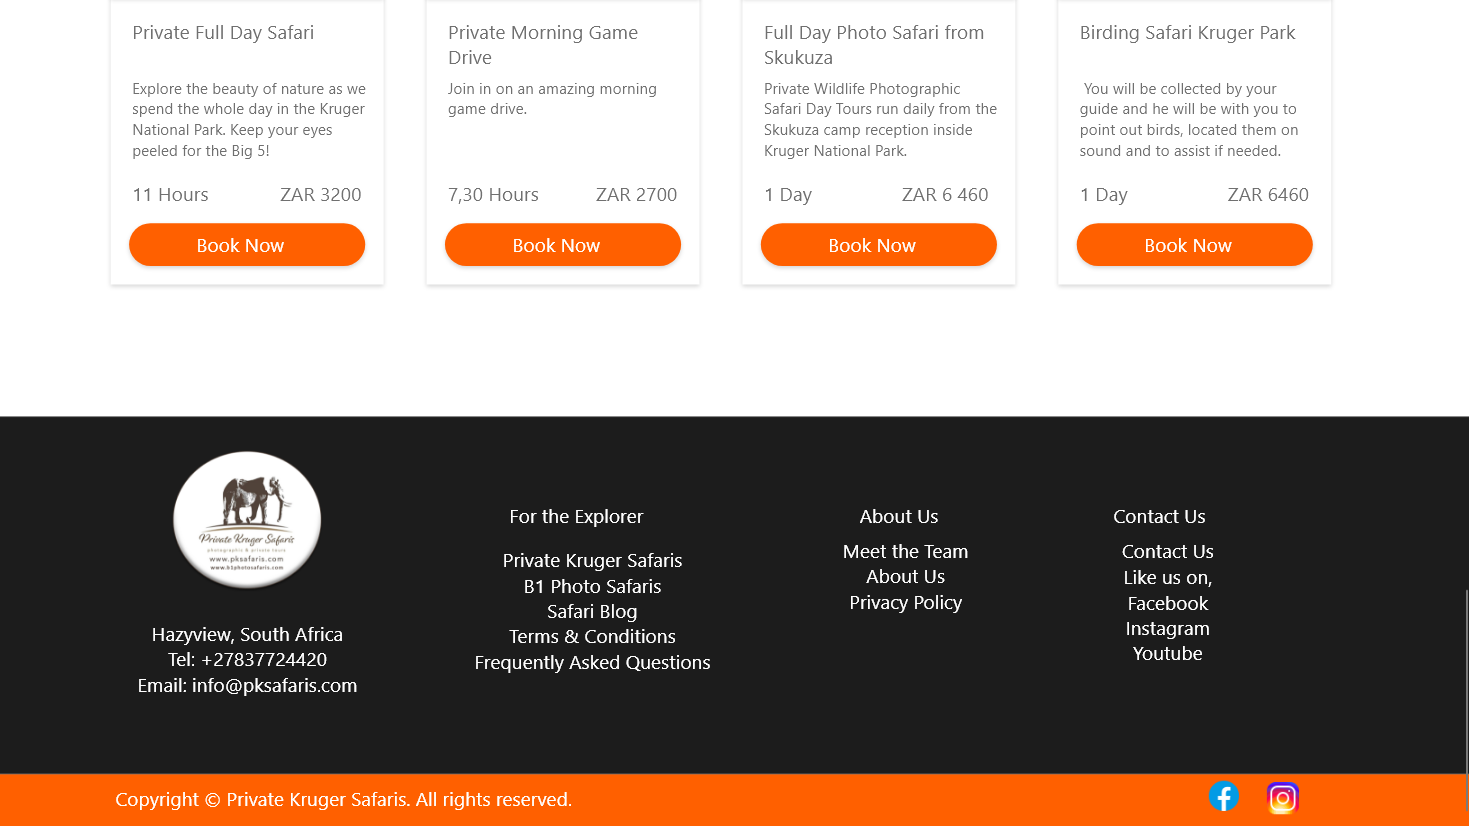 Private Full Day Safari
Explore the beauty of nature as we
spend the whole day in the Kruger
National Park. Keep your eyes
peeled for the Big 5!
11 Hours ZAR 3200
Book Now
Private Morning Game
Drive
Join in on an amazing morning
game drive.
7,30 Hours ZAR 2700
Book Now
Full Day Photo Safari from
Skukuza
Private Wildlife Photographic
Safari Day Tours run daily from the
Skukuza camp reception inside
Kruger National Park.
1 Day ZAR 6 460
Book Now
Birding Safari Kruger Park
You will be collected by your
guide and he will be with you to
point out birds, located them on
sound and to assist if needed.
1 Day ZAR 6460
Book Now
Private Kruger Safaris
photographic & private tours
www.pksafaris.com
www.b1photosafaris.com
Hazyview, South Africa
Tel: +27837724420
Email: info@pksafaris.com
For the Explorer
Private Kruger Safaris
B1 Photo Safaris
Safari Blog
Terms & Conditions
Frequently Asked Questions
About Us
Meet the Team
About Us
Privacy Policy
Contact Us
Contact Us
Like us on,
Facebook
Instagram
Youtube
Copyright © Private Kruger Safaris. All rights reserved.